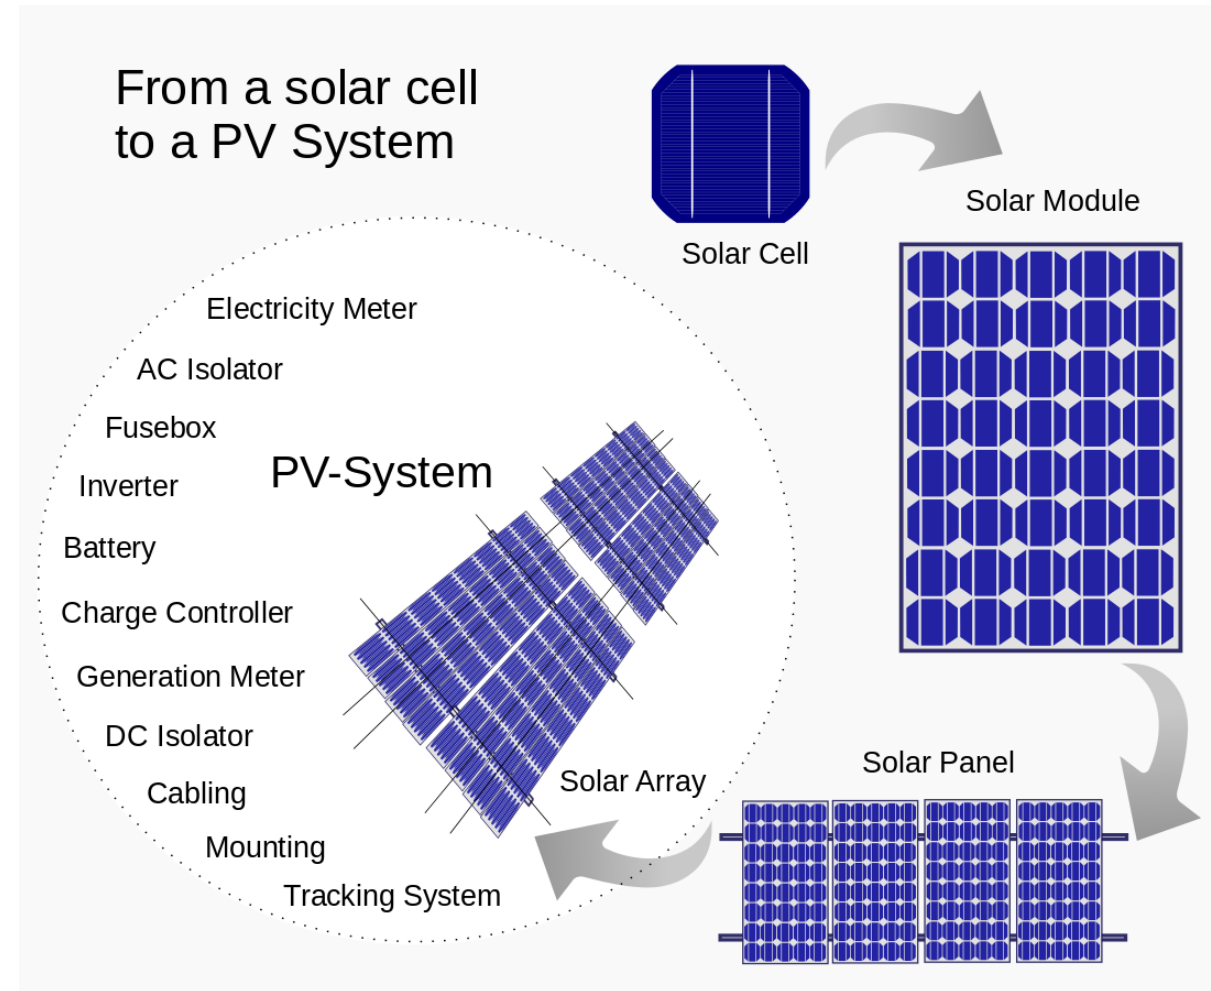 From a solar cell
to a PV System
Solar Cell
Solar Module
Solar Panel
Solar Array
PV-System
Electricity Meter
AC Isolator
Fusebox
Inverter
Battery
Charge Controller
Generation Meter
DC Isolator
Cabling
Mounting
Tracking System